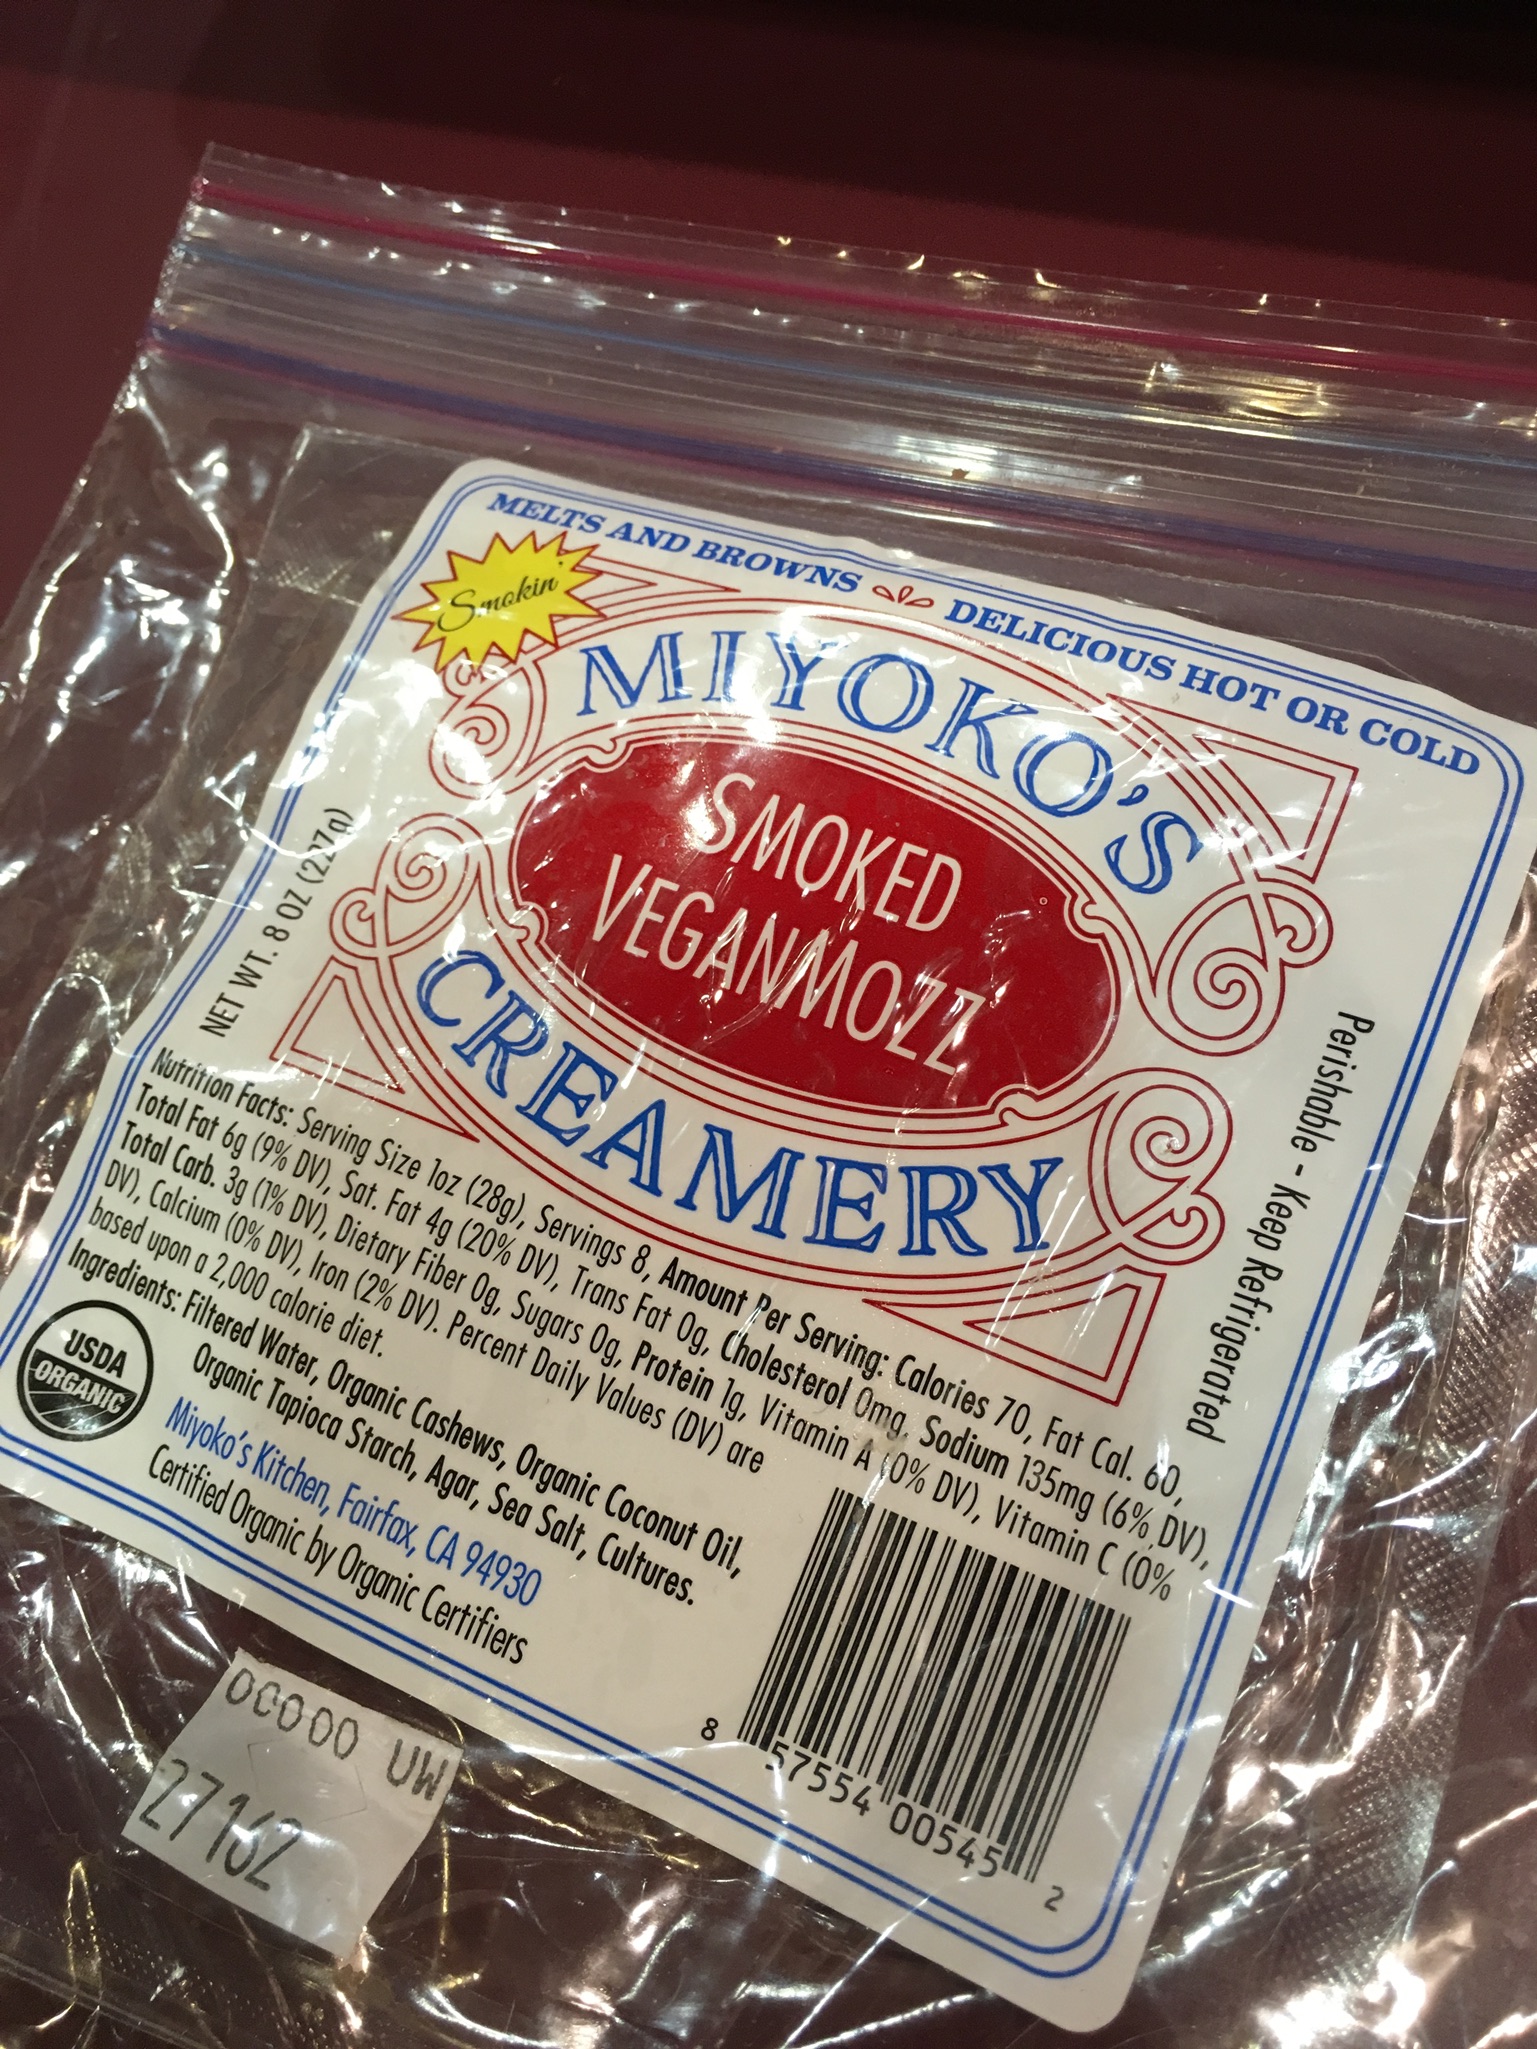 MELTS AND BROWNS DELICIOUS HOT OR COLD
Smokin'
MIYOKO'S
SMOKED
VEGANMOZZ
CREAMERY
NET WT. 8 OZ (227g)
Perishable - Keep Refrigerated
Nutrition Facts: Serving Size 1oz (28g), Servings 8, Amount Per Serving: Calories 70, Fat Cal. 60,
Total Fat 6g (9% DV), Sat. Fat 4g (20% DV), Trans Fat 0g, Cholesterol 0mg, Sodium 135mg (6% DV),
Total Carb. 3g (1% DV), Dietary Fiber 0g, Sugars 0g, Protein 1g, Vitamin A (0% DV), Vitamin C (0%
DV), Calcium (0% DV), Iron (2% DV). Percent Daily Values (DV) are
based upon a 2,000 calorie diet.
Ingredients: Filtered Water, Organic Cashews, Organic Coconut Oil,
Organic Tapioca Starch, Agar, Sea Salt, Cultures.
USDA
ORGANIC
Miyoko's Kitchen, Fairfax, CA 94930
Certified Organic by Organic Certifiers
8 57554 00545 2
00000 UW
27162